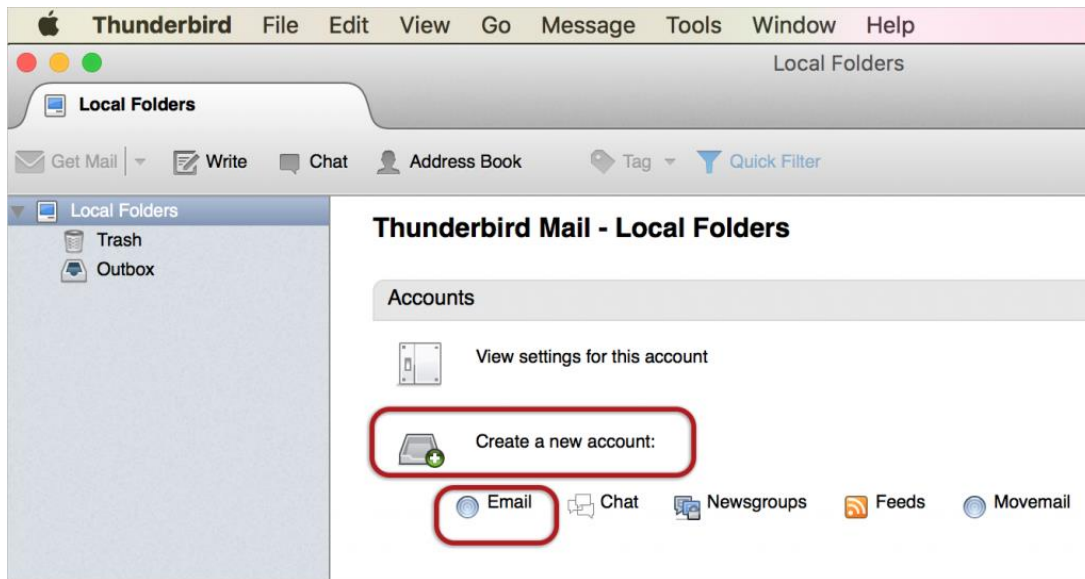 Thunderbird File Edit View Go Message Tools Window Help
Local Folders
Local Folders
Get Mail Write Chat Address Book Tag Quick Filter
Local Folders
Trash
Outbox
Thunderbird Mail - Local Folders
Accounts
View settings for this account
Create a new account:
Email Chat Newsgroups Feeds Movemail